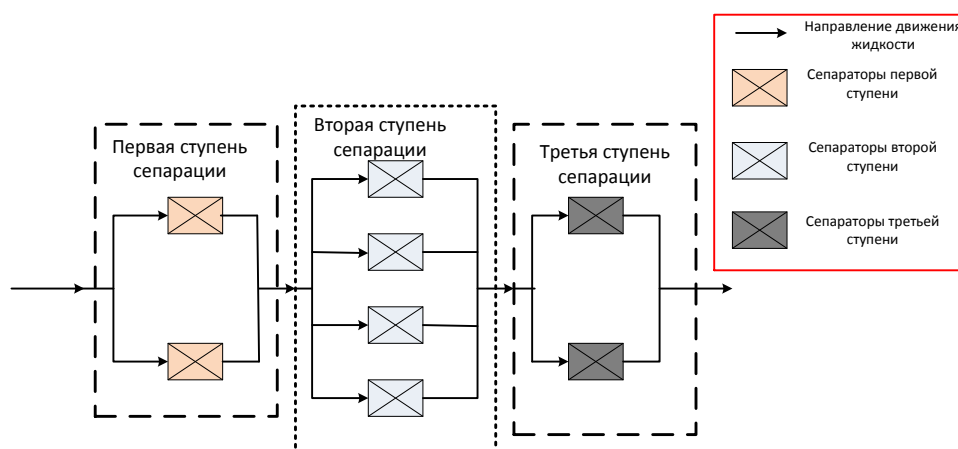 Первая ступень
сепарации
Вторая ступень
сепарации
Третья ступень
сепарации
Направление движения
жидкости
Сепараторы первой
ступени
Сепараторы второй
ступени
Сепараторы третьей
ступени